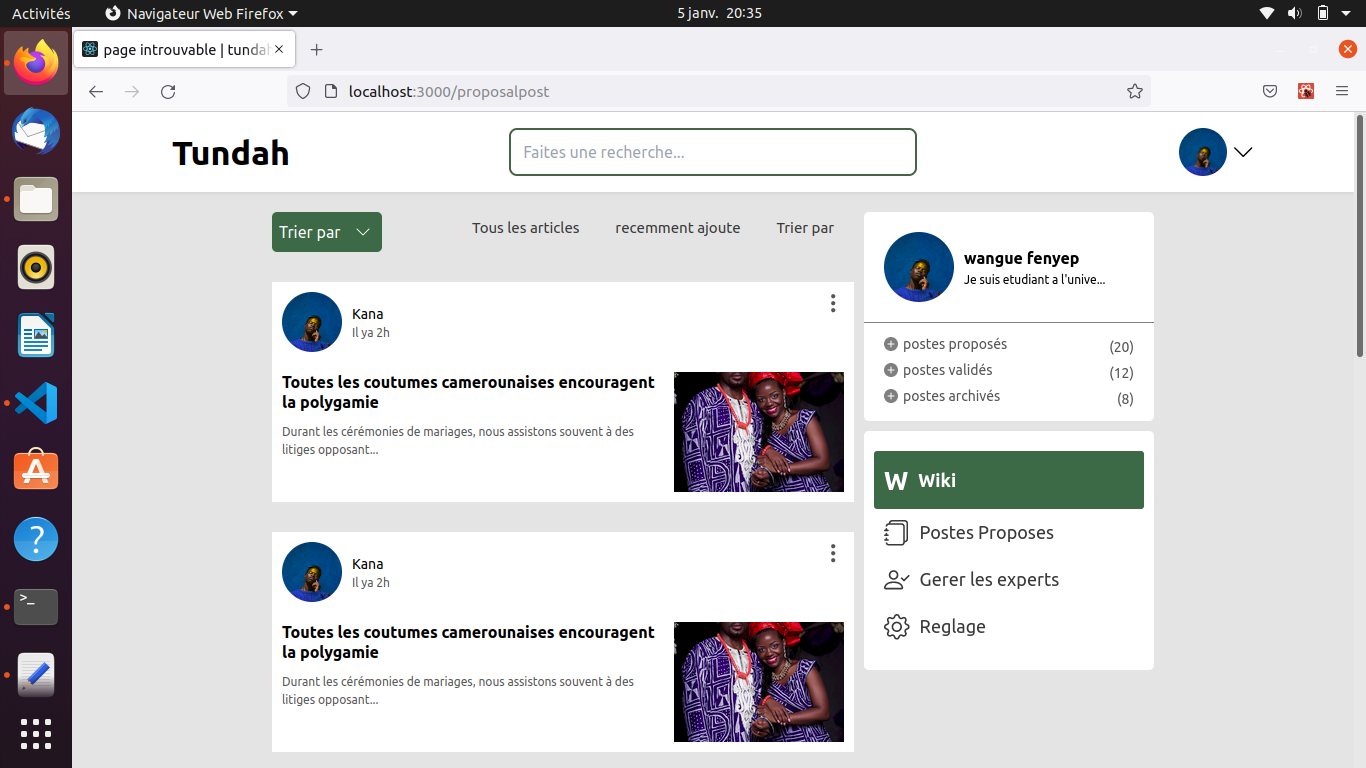 Activités
Navigateur Web Firefox
5 janv. 20:35
page introuvable | tundah
localhost:3000/proposalpost
Tundah
Faites une recherche...
Trier par
Tous les articles
recemment ajoute
Trier par
Kana
Il ya 2h
Toutes les coutumes camerounaises encouragent
la polygamie
Durant les cérémonies de mariages, nous assistons souvent à des
litiges opposant...
Kana
Il ya 2h
Toutes les coutumes camerounaises encouragent
la polygamie
Durant les cérémonies de mariages, nous assistons souvent à des
litiges opposant...
wangue fenyep
Je suis etudiant a l'unive...
postes proposés (20)
postes validés (12)
postes archivés (8)
W Wiki
Postes Proposes
Gerer les experts
Reglage